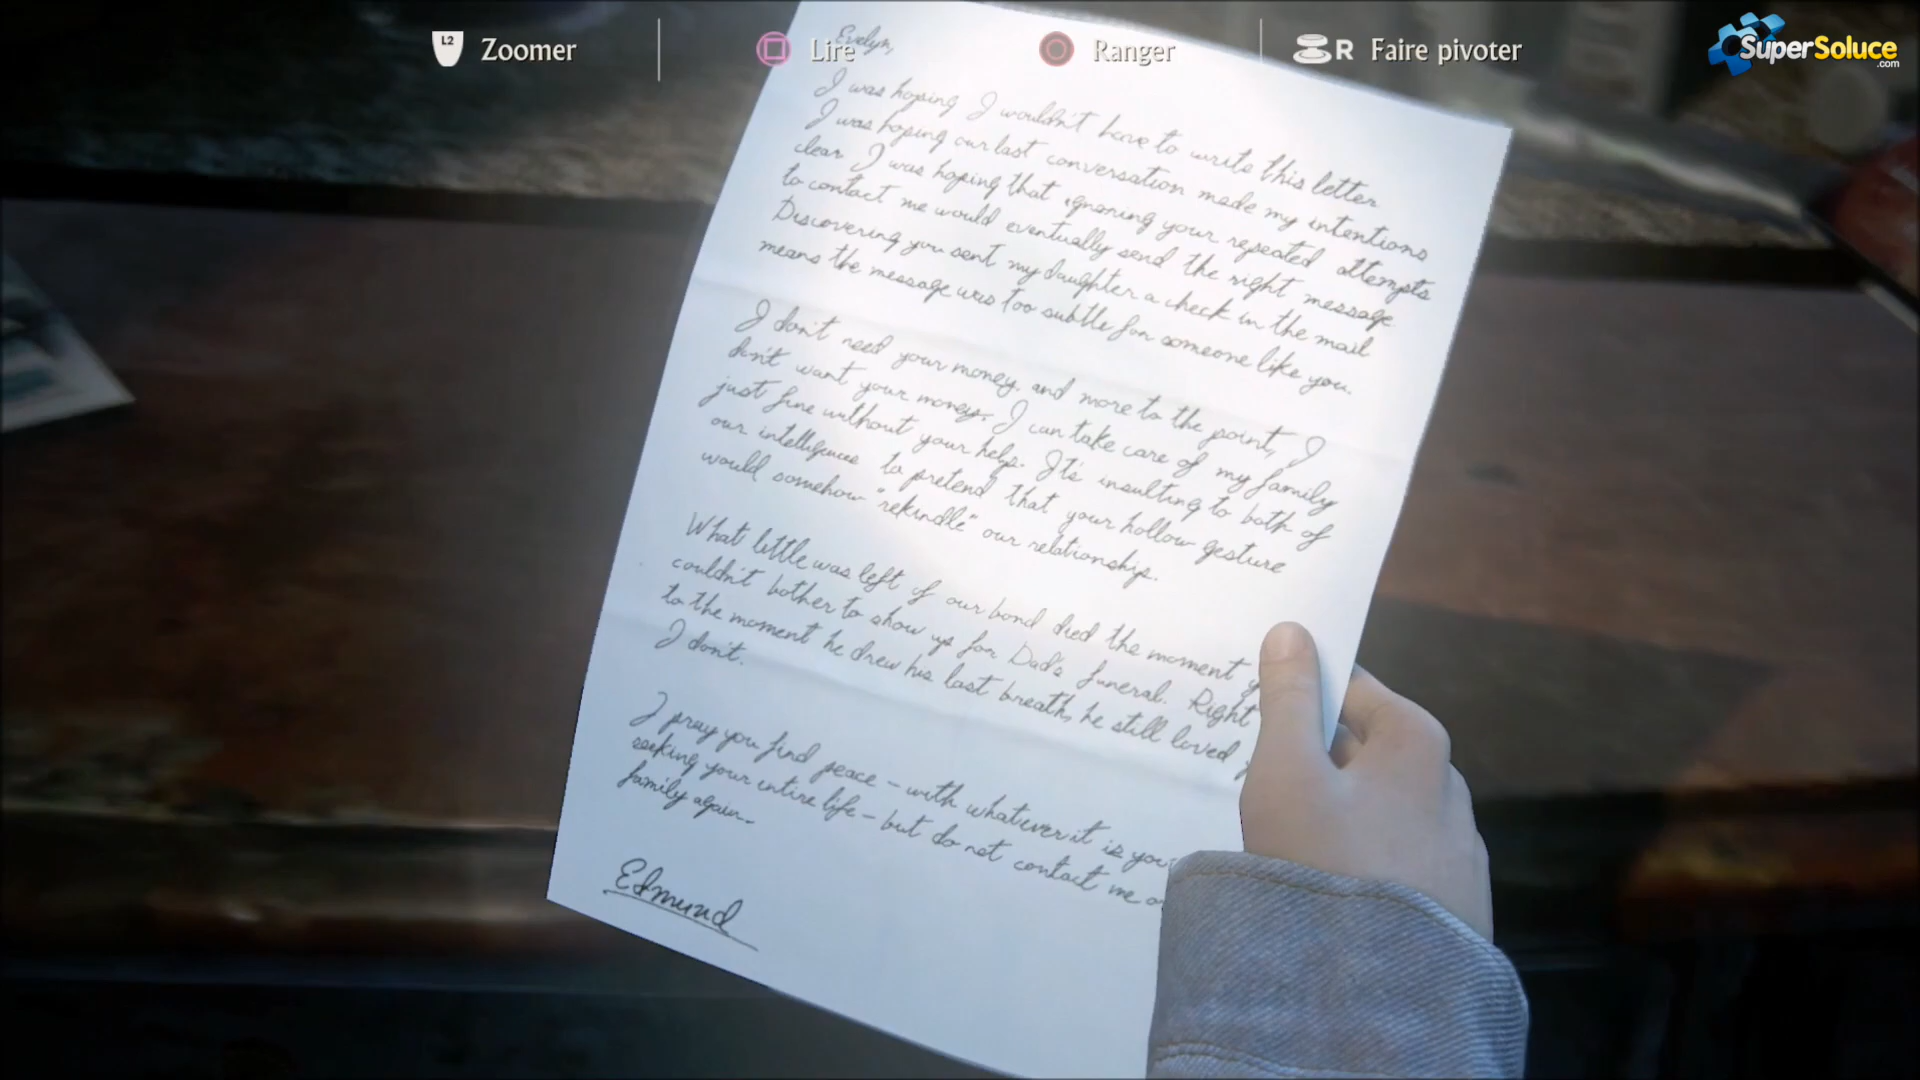 L2 Zoomer
Lire
Ranger
R Faire pivoter
SuperSoluce
.com
Evelyn,
I was hoping I wouldn't have to write this letter
I was hoping our last conversation made my intentions
clear. I was hoping that ignoring your repeated attempts
to contact me would eventually send the right message
Discovering you sent my daughter a check in the mail
means the message was too subtle for someone like you.
I don't need your money, and more to the point, I
don't want your money. I can take care of my family
just fine without your help. It's insulting to both of
our intelligences to pretend that your hollow gesture
would somehow "rekindle" our relationship.
What little was left of our bond died the moment
couldn't bother to show up for Dad's funeral. Right
to the moment he drew his last breath, he still loved
I don't.
I pray you find peace - with whatever it is
seeking your entire life - but do not contact me
family again.
Edmund